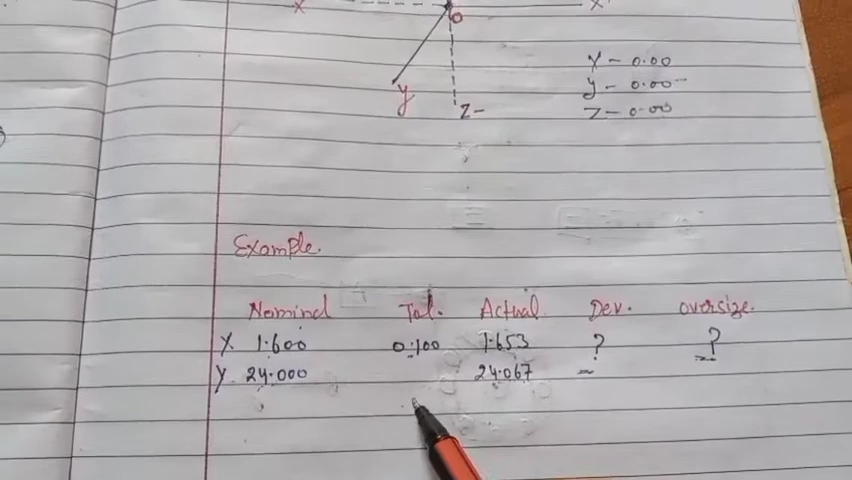 X O X
X - 0.00
y y - 0.00
Z- Z - 0.00
Example.
Nominal Tol. Actual Dev. oversize.
X 1.600 0.100 1.653 ? ?
Y 24.000 24.067